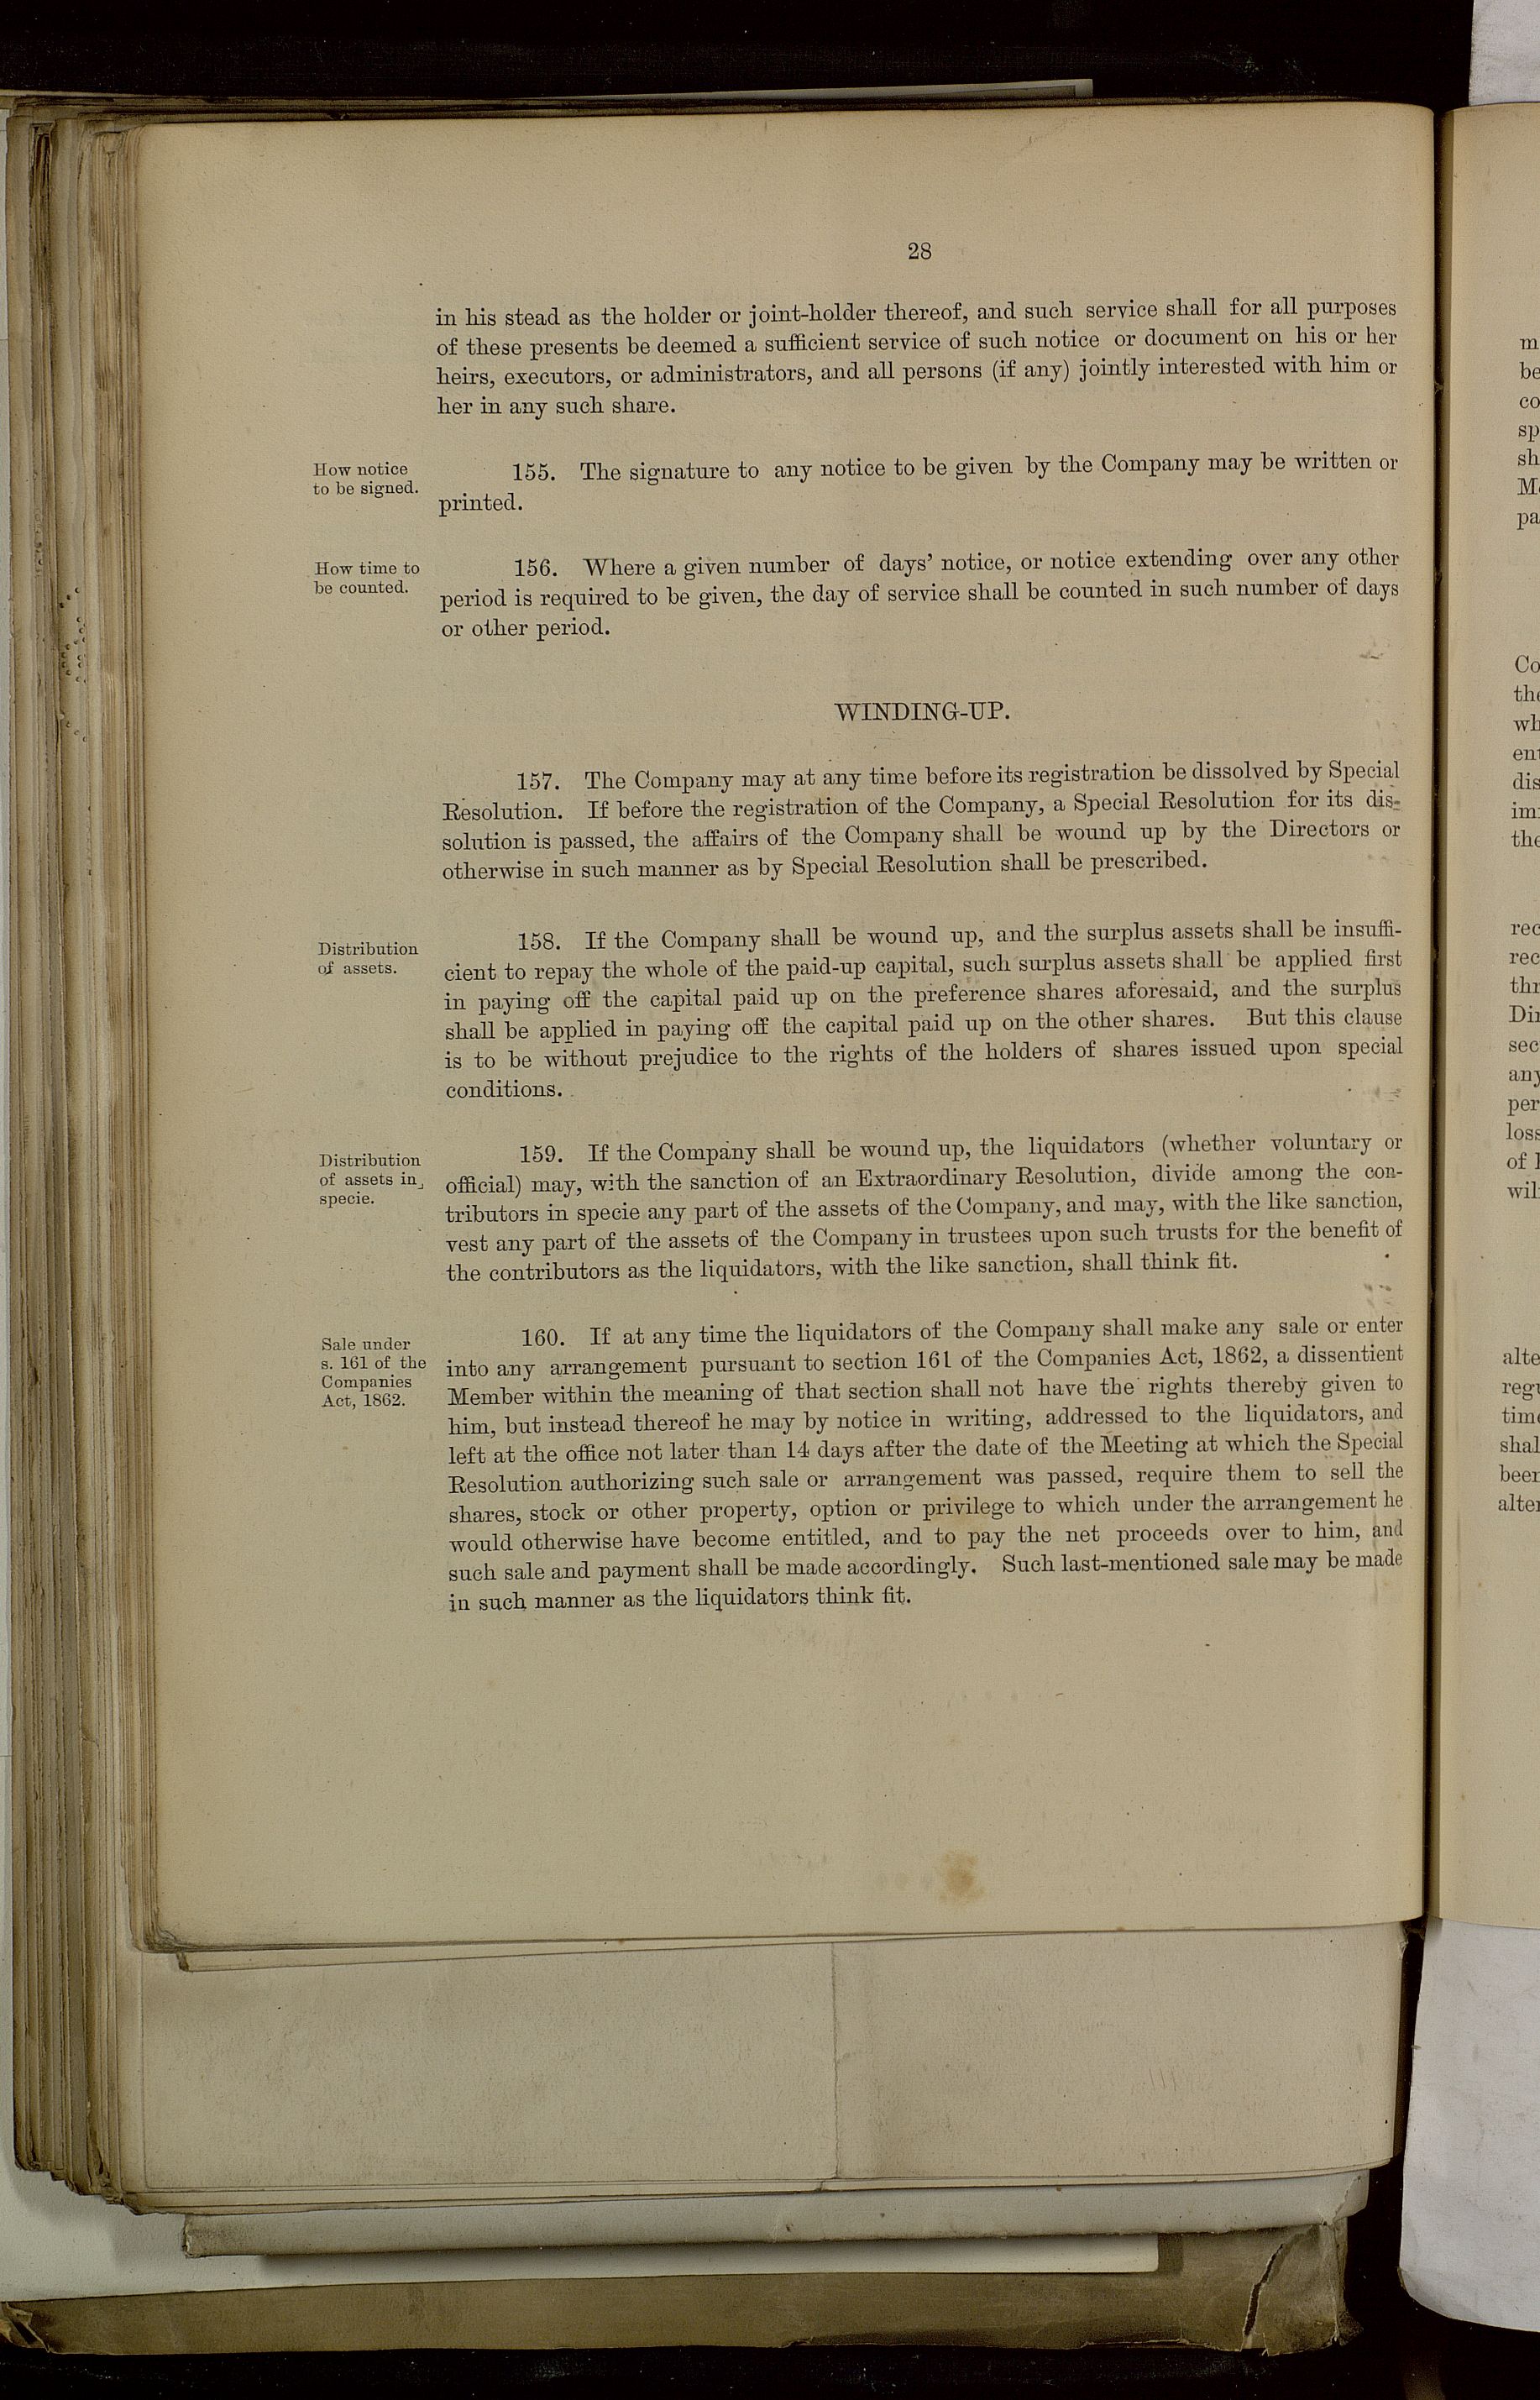 28
in his stead as the holder or joint-holder thereof, and such service shall for all purposes
of these presents be deemed a sufficient service of such notice or document on his or her
heirs, executors, or administrators, and all persons (if any) jointly interested with him or
her in any such share.
How notice
to be signed.
155. The signature to any notice to be given by the Company may be written or
printed.
How time to
be counted.
156. Where a given number of days' notice, or notice extending over any other
period is required to be given, the day of service shall be counted in such number of days
or other period.
WINDING-UP.
157. The Company may at any time before its registration be dissolved by Special
Resolution. If before the registration of the Company, a Special Resolution for its dis-
solution is passed, the affairs of the Company shall be wound up by the Directors or
otherwise in such manner as by Special Resolution shall be prescribed.
Distribution
of assets.
158. If the Company shall be wound up, and the surplus assets shall be insuffi-
cient to repay the whole of the paid-up capital, such surplus assets shall be applied first
in paying off the capital paid up on the preference shares aforesaid, and the surplus
shall be applied in paying off the capital paid up on the other shares. But this clause
is to be without prejudice to the rights of the holders of shares issued upon special
conditions.
Distribution
of assets in
specie.
159. If the Company shall be wound up, the liquidators (whether voluntary or
official) may, with the sanction of an Extraordinary Resolution, divide among the con-
tributors in specie any part of the assets of the Company, and may, with the like sanction,
vest any part of the assets of the Company in trustees upon such trusts for the benefit of
the contributors as the liquidators, with the like sanction, shall think fit.
Sale under
s. 161 of the
Companies
Act, 1862.
160. If at any time the liquidators of the Company shall make any sale or enter
into any arrangement pursuant to section 161 of the Companies Act, 1862, a dissentient
Member within the meaning of that section shall not have the rights thereby given to
him, but instead thereof he may by notice in writing, addressed to the liquidators, and
left at the office not later than 14 days after the date of the Meeting at which the Special
Resolution authorizing such sale or arrangement was passed, require them to sell the
shares, stock or other property, option or privilege to which under the arrangement he
would otherwise have become entitled, and to pay the net proceeds over to him, and
such sale and payment shall be made accordingly. Such last-mentioned sale may be made
in such manner as the liquidators think fit.